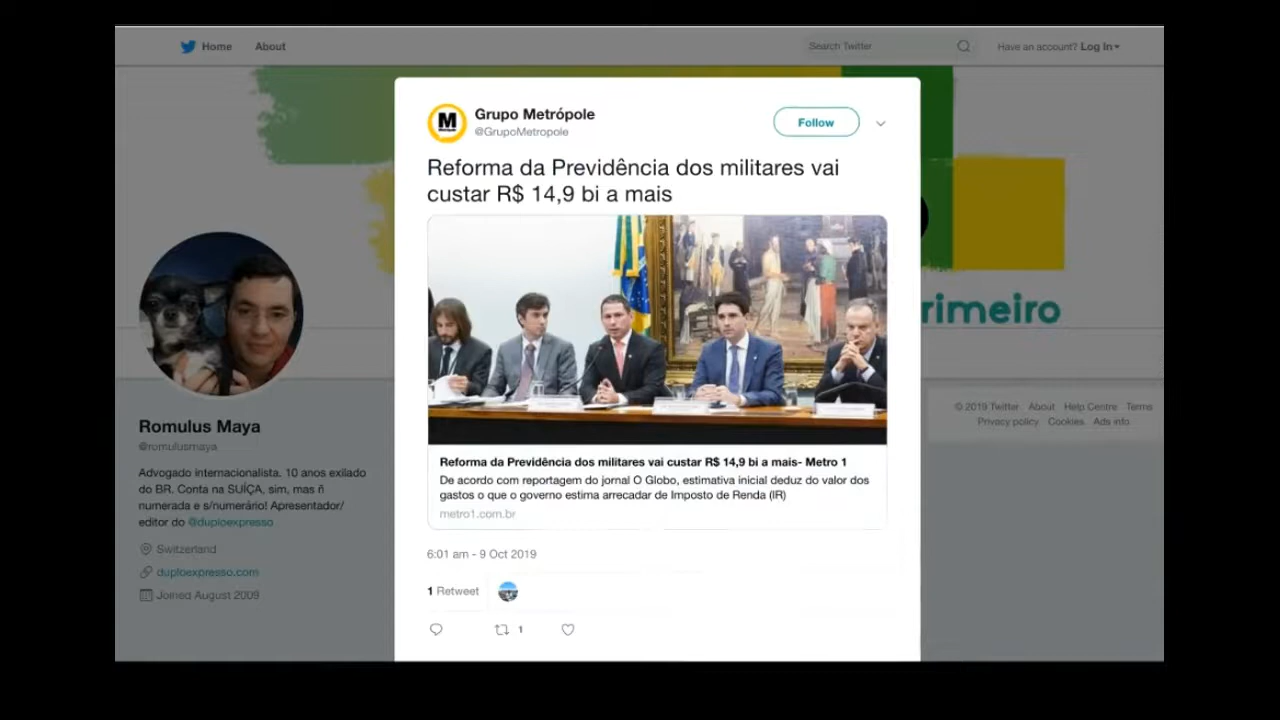 Home About
Search Twitter
Have an account? Log In
M
Grupo Metrópole
@GrupoMetropole
Follow
Reforma da Previdência dos militares vai
custar R$ 14,9 bi a mais
rimeiro
Reforma da Previdência dos militares vai custar R$ 14,9 bi a mais- Metro 1
De acordo com reportagem do jornal O Globo, estimativa inicial deduz do valor dos
gastos o que o governo estima arrecadar de Imposto de Renda (IR)
metro1.com.br
6:01 am - 9 Oct 2019
1 Retweet
1
Romulus Maya
@romulusmaya
Advogado internacionalista. 10 anos exilado
do BR. Conta na SUÍÇA, sim, mas ñ
numerada e s/numerário! Apresentador/
editor do @duploexpresso
Switzerland
duploexpresso.com
Joined August 2009
© 2019 Twitter About Help Centre Terms
Privacy policy Cookies Ads info